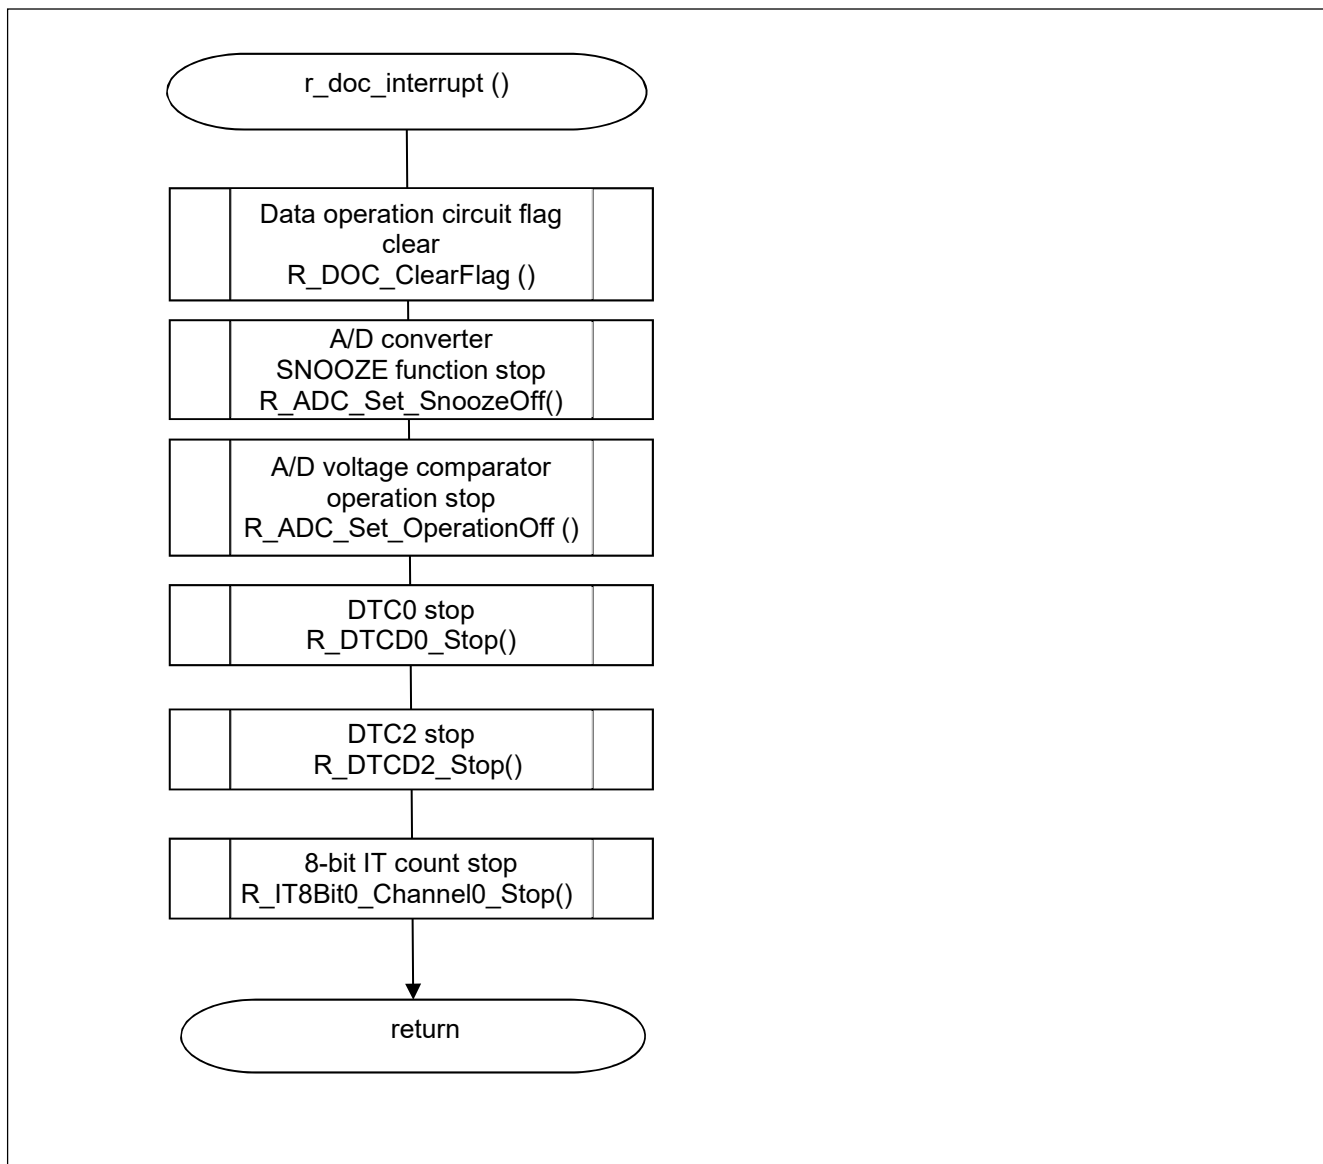 r_doc_interrupt ()
Data operation circuit flag
clear
R_DOC_ClearFlag ()
A/D converter
SNOOZE function stop
R_ADC_Set_SnoozeOff()
A/D voltage comparator
operation stop
R_ADC_Set_OperationOff ()
DTC0 stop
R_DTCD0_Stop()
DTC2 stop
R_DTCD2_Stop()
8-bit IT count stop
R_IT8Bit0_Channel0_Stop()
return